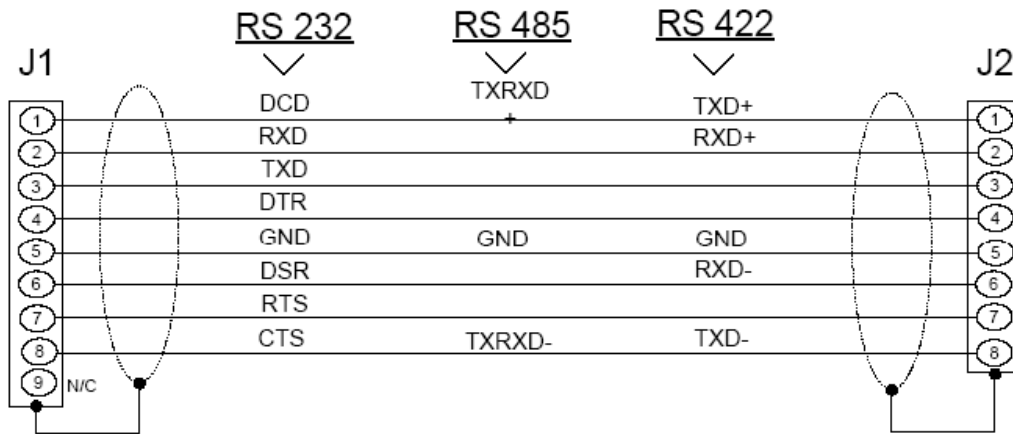 RS 232 RS 485 RS 422
J1 J2
DCD TXRXD TXD+
1 + 1
RXD RXD+
2 2
TXD
3 3
DTR
4 4
GND GND GND
5 5
DSR RXD-
6 6
RTS
7 7
CTS TXRXD- TXD-
8 8
9 N/C